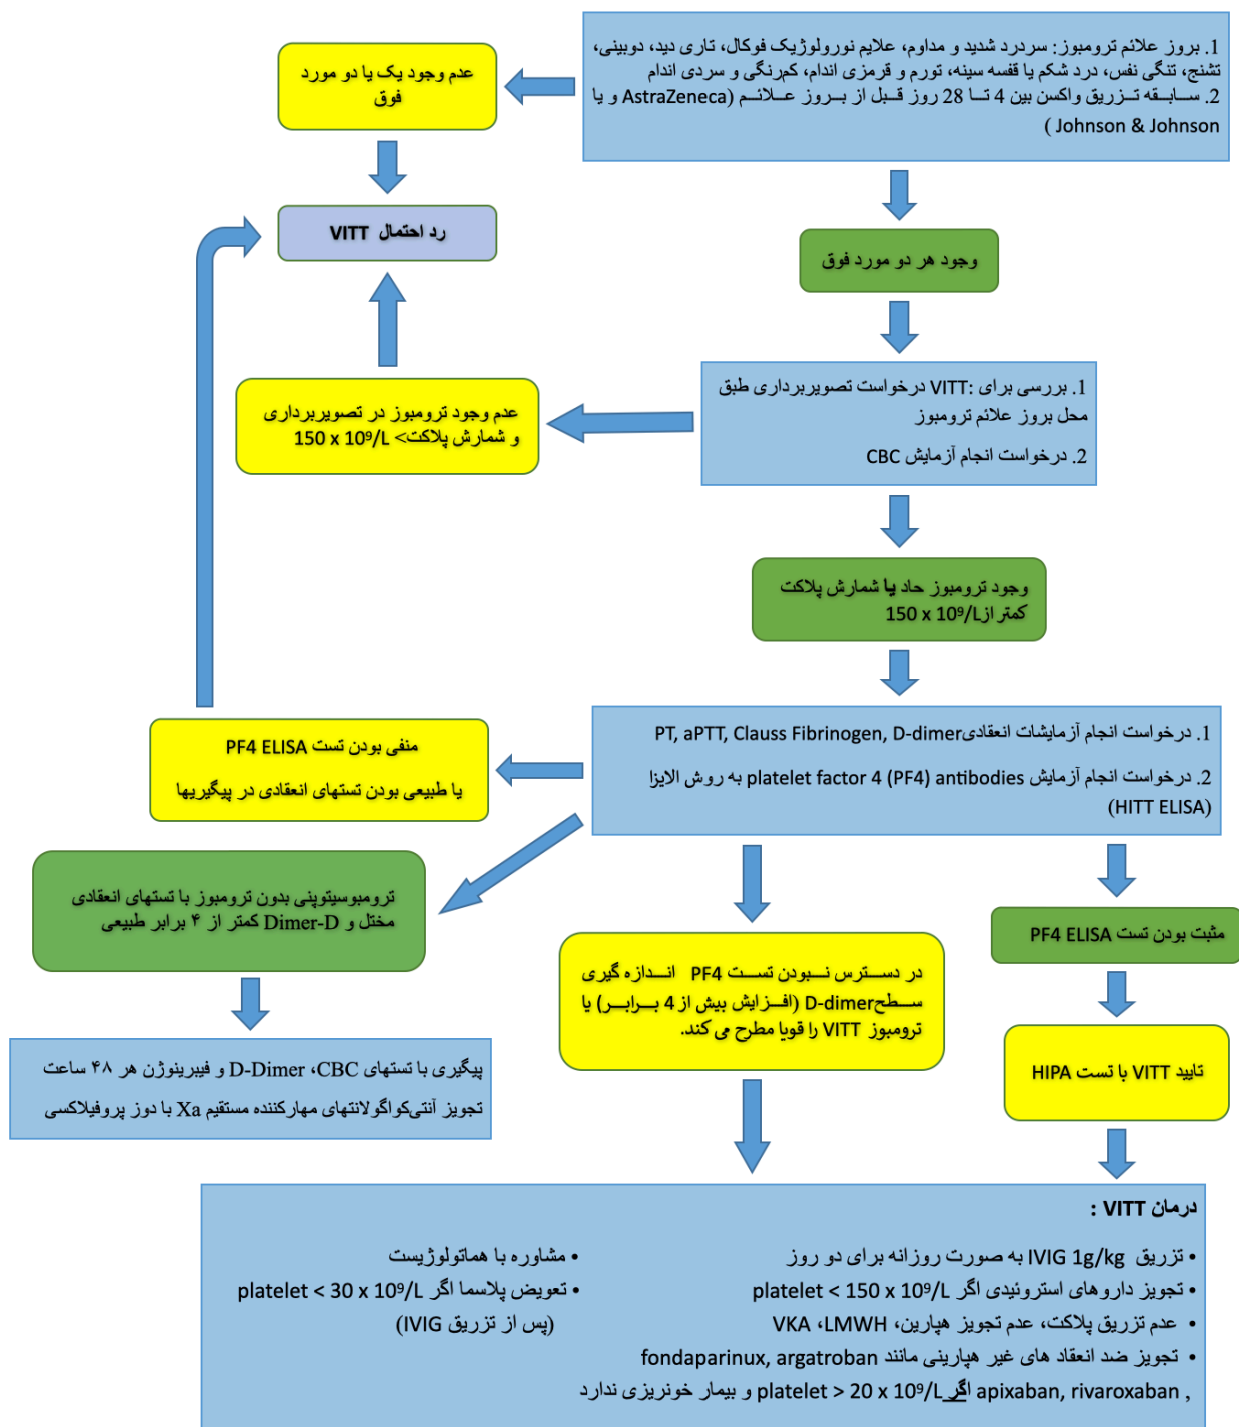 1. بروز علائم ترومبوز: سردرد شدید و مداوم، علایم نورولوژیک فوکال، تاری دید، دوبینی،
تشنج، تنگی نفس، درد شکم یا قفسه سینه، تورم و قرمزی اندام، کم‌رنگی و سردی اندام
2. سابقه تزریق واکسن بین 4 تا 28 روز قبل از بروز علائم (AstraZeneca و یا
Johnson & Johnson )
عدم وجود یک یا دو مورد
فوق
رد احتمال VITT
وجود هر دو مورد فوق
1. بررسی برای :VITT درخواست تصویربرداری طبق
محل بروز علائم ترومبوز
2. درخواست انجام آزمایش CBC
عدم وجود ترومبوز در تصویربرداری
و شمارش پلاکت> 150 x 10⁹/L
وجود ترومبوز حاد یا شمارش پلاکت
کمتر از 150 x 10⁹/L
1. درخواست انجام آزمایشات انعقادی PT, aPTT, Clauss Fibrinogen, D-dimer
2. درخواست انجام آزمایش platelet factor 4 (PF4) antibodies به روش الایزا
(HITT ELISA)
منفی بودن تست PF4 ELISA
یا طبیعی بودن تستهای انعقادی در پیگیریها
ترومبوسیتوپنی بدون ترومبوز با تستهای انعقادی
مختل و Dimer-D کمتر از ۴ برابر طبیعی
در دسترس نبودن تست PF4 اندازه گیری
سطح D-dimer (افزایش بیش از 4 برابر) یا
ترومبوز VITT را قویا مطرح می کند.
مثبت بودن تست PF4 ELISA
تایید VITT با تست HIPA
پیگیری با تستهای D-Dimer ،CBC و فیبرینوژن هر ۴۸ ساعت
تجویز آنتی‌کواگولانتهای مهارکننده مستقیم Xa با دوز پروفیلاکسی
درمان VITT :
• تزریق IVIG 1g/kg به صورت روزانه برای دو روز
• تجویز داروهای استروئیدی اگر platelet < 150 x 10⁹/L
• عدم تزریق پلاکت، عدم تجویز هپارین، VKA ،LMWH
• تجویز ضد انعقاد های غیر هپارینی مانند fondaparinux, argatroban
, apixaban, rivaroxaban اگر platelet > 20 x 10⁹/L و بیمار خونریزی ندارد
• مشاوره با هماتولوژیست
• تعویض پلاسما اگر platelet < 30 x 10⁹/L
(پس از تزریق IVIG)